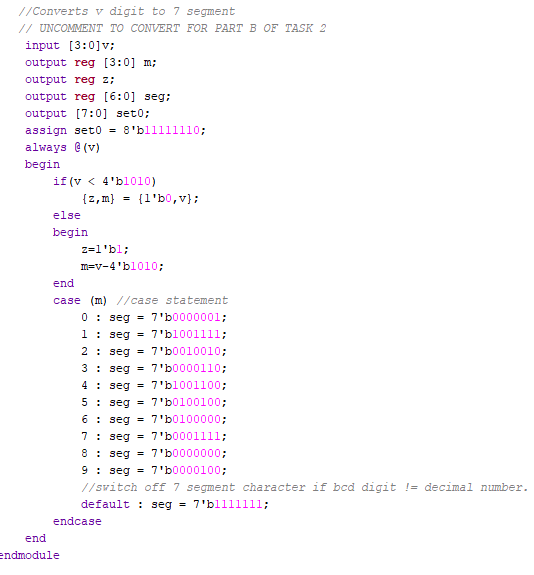 //Converts v digit to 7 segment
// UNCOMMENT TO CONVERT FOR PART B OF TASK 2
input [3:0]v;
output reg [3:0] m;
output reg z;
output reg [6:0] seg;
output [7:0] set0;
assign set0 = 8'b11111110;
always @(v)
begin
if(v < 4'b1010)
{z,m} = {1'b0,v};
else
begin
z=1'b1;
m=v-4'b1010;
end
case (m) //case statement
0 : seg = 7'b0000001;
1 : seg = 7'b1001111;
2 : seg = 7'b0010010;
3 : seg = 7'b0000110;
4 : seg = 7'b1001100;
5 : seg = 7'b0100100;
6 : seg = 7'b0100000;
7 : seg = 7'b0001111;
8 : seg = 7'b0000000;
9 : seg = 7'b0000100;
//switch off 7 segment character if bcd digit != decimal number.
default : seg = 7'b1111111;
endcase
end
endmodule